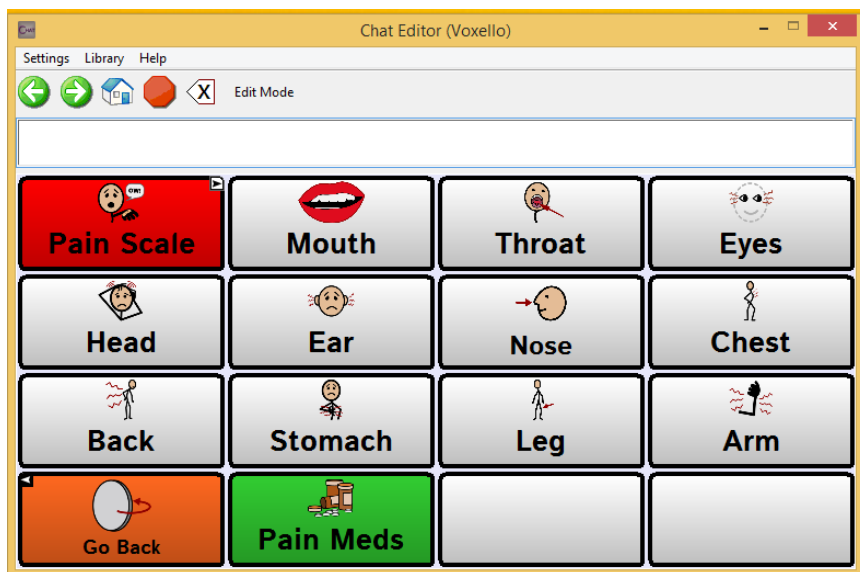 Chat Editor (Voxello)
Settings Library Help
X Edit Mode
OW!
Pain Scale Mouth Throat Eyes
Head Ear Nose Chest
Back Stomach Leg Arm
Go Back Pain Meds